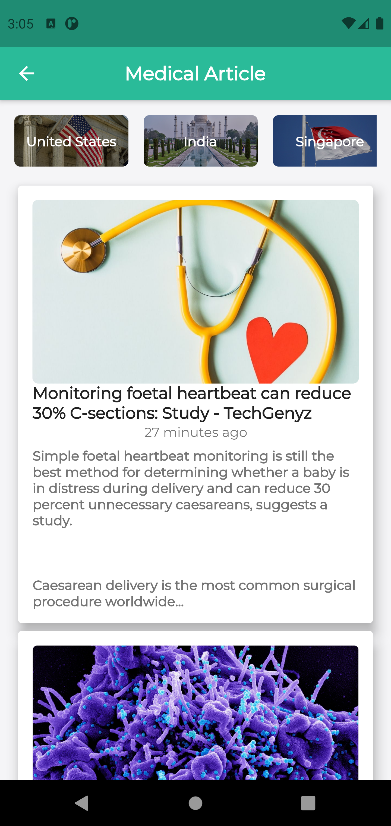 3:05
Medical Article
United States
India
Singapore
Monitoring foetal heartbeat can reduce
30% C-sections: Study - TechGenyz
27 minutes ago
Simple foetal heartbeat monitoring is still the
best method for determining whether a baby is
in distress during delivery and can reduce 30
percent unnecessary caesareans, suggests a
study.
Caesarean delivery is the most common surgical
procedure worldwide...